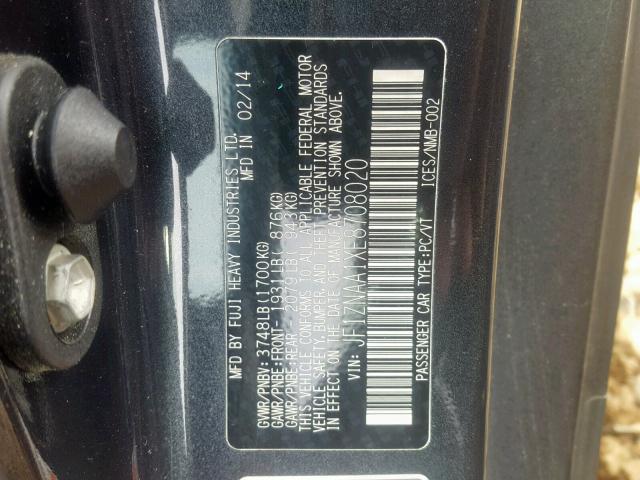 MFD BY FUJI HEAVY INDUSTRIES LTD.
MFD IN 02/14
GVWR/PNBV: 3748LB(1700KG)
GAWR/PNBE:FRONT- 1931LB( 876KG)
GAWR/PNBE:REAR - 2079LB( 943KG)
THIS VEHICLE CONFORMS TO ALL APPLICABLE FEDERAL MOTOR
VEHICLE SAFETY, BUMPER, AND THEFT PREVENTION STANDARDS
IN EFFECT ON THE DATE OF MANUFACTURE SHOWN ABOVE.
VIN: JF1ZNAA1XE8708020
PASSENGER CAR TYPE:PC/VT ICES/NMB-002